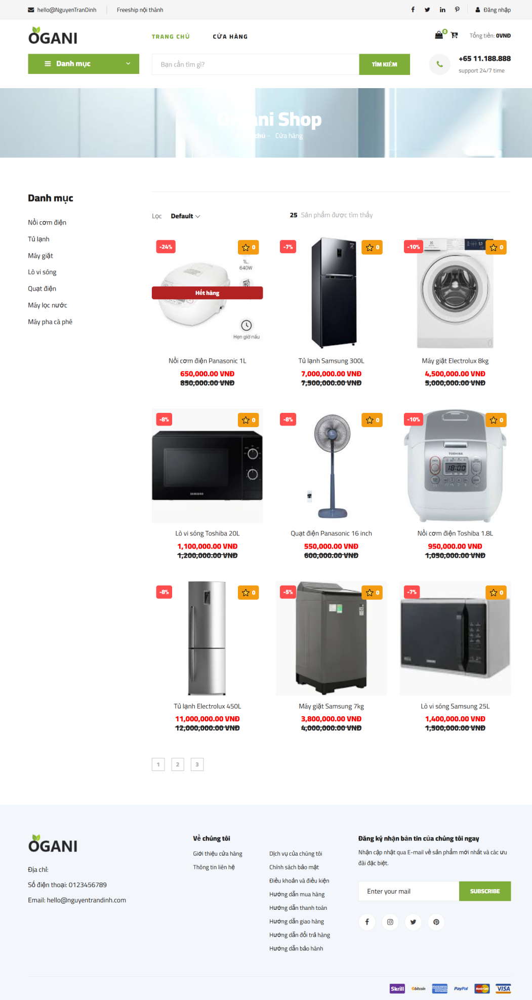 hello@NguyenTranDinh
Freeship nội thành
Đăng nhập
OGANI
TRANG CHỦ
CỬA HÀNG
0
Tổng tiền: 0VNĐ
Danh mục
Bạn cần tìm gì?
TÌM KIẾM
+65 11.188.888
support 24/7 time
Organi Shop
chủ – Cửa hàng
Danh mục
Nồi cơm điện
Tủ lạnh
Máy giặt
Lò vi sóng
Quạt điện
Máy lọc nước
Máy pha cà phê
Lọc Default
25 Sản phẩm được tìm thấy
-24%
0
1L,
640W
Hết hàng
Hẹn giờ nấu
Nồi cơm điện Panasonic 1L
650,000.00 VNĐ
850,000.00 VNĐ
-7%
0
Tủ lạnh Samsung 300L
7,000,000.00 VNĐ
7,500,000.00 VNĐ
-10%
0
Máy giặt Electrolux 8kg
4,500,000.00 VNĐ
5,000,000.00 VNĐ
-8%
0
SAMSUNG
Lò vi sóng Toshiba 20L
1,100,000.00 VNĐ
1,200,000.00 VNĐ
-8%
0
Quạt điện Panasonic 16 inch
550,000.00 VNĐ
600,000.00 VNĐ
-10%
0
TOSHIBA
18:00
Nồi cơm điện Toshiba 1.8L
950,000.00 VNĐ
1,050,000.00 VNĐ
-8%
0
Tủ lạnh Electrolux 450L
11,000,000.00 VNĐ
12,000,000.00 VNĐ
-5%
0
Máy giặt Samsung 7kg
3,800,000.00 VNĐ
4,000,000.00 VNĐ
-7%
0
Lò vi sóng Samsung 25L
1,400,000.00 VNĐ
1,500,000.00 VNĐ
1
2
3
OGANI
Địa chỉ:
Số điện thoại: 0123456789
Email: hello@nguyentrandinh.com
Về chúng tôi
Giới thiệu cửa hàng
Thông tin liên hệ
Dịch vụ của chúng tôi
Chính sách bảo mật
Điều khoản và điều kiện
Hướng dẫn mua hàng
Hướng dẫn thanh toán
Hướng dẫn giao hàng
Hướng dẫn đổi trả hàng
Hướng dẫn bảo hành
Đăng ký nhận bản tin của chúng tôi ngay
Nhận cập nhật qua E-mail về sản phẩm mới nhất và các ưu
đãi đặc biệt.
Enter your mail
SUBSCRIBE
Skrill
bitcoin
AMERICAN EXPRESS
PayPal
MasterCard
VISA